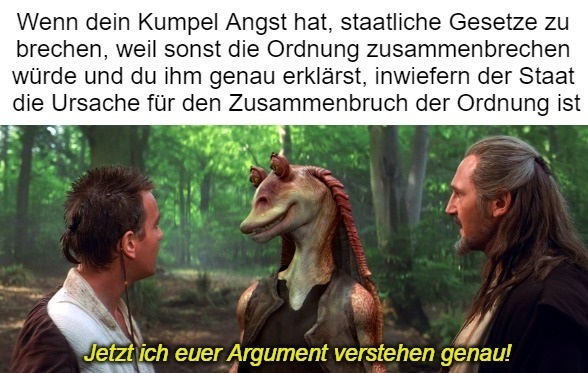 Wenn dein Kumpel Angst hat, staatliche Gesetze zu
brechen, weil sonst die Ordnung zusammenbrechen
würde und du ihm genau erklärst, inwiefern der Staat
die Ursache für den Zusammenbruch der Ordnung ist
Jetzt ich euer Argument verstehen genau!